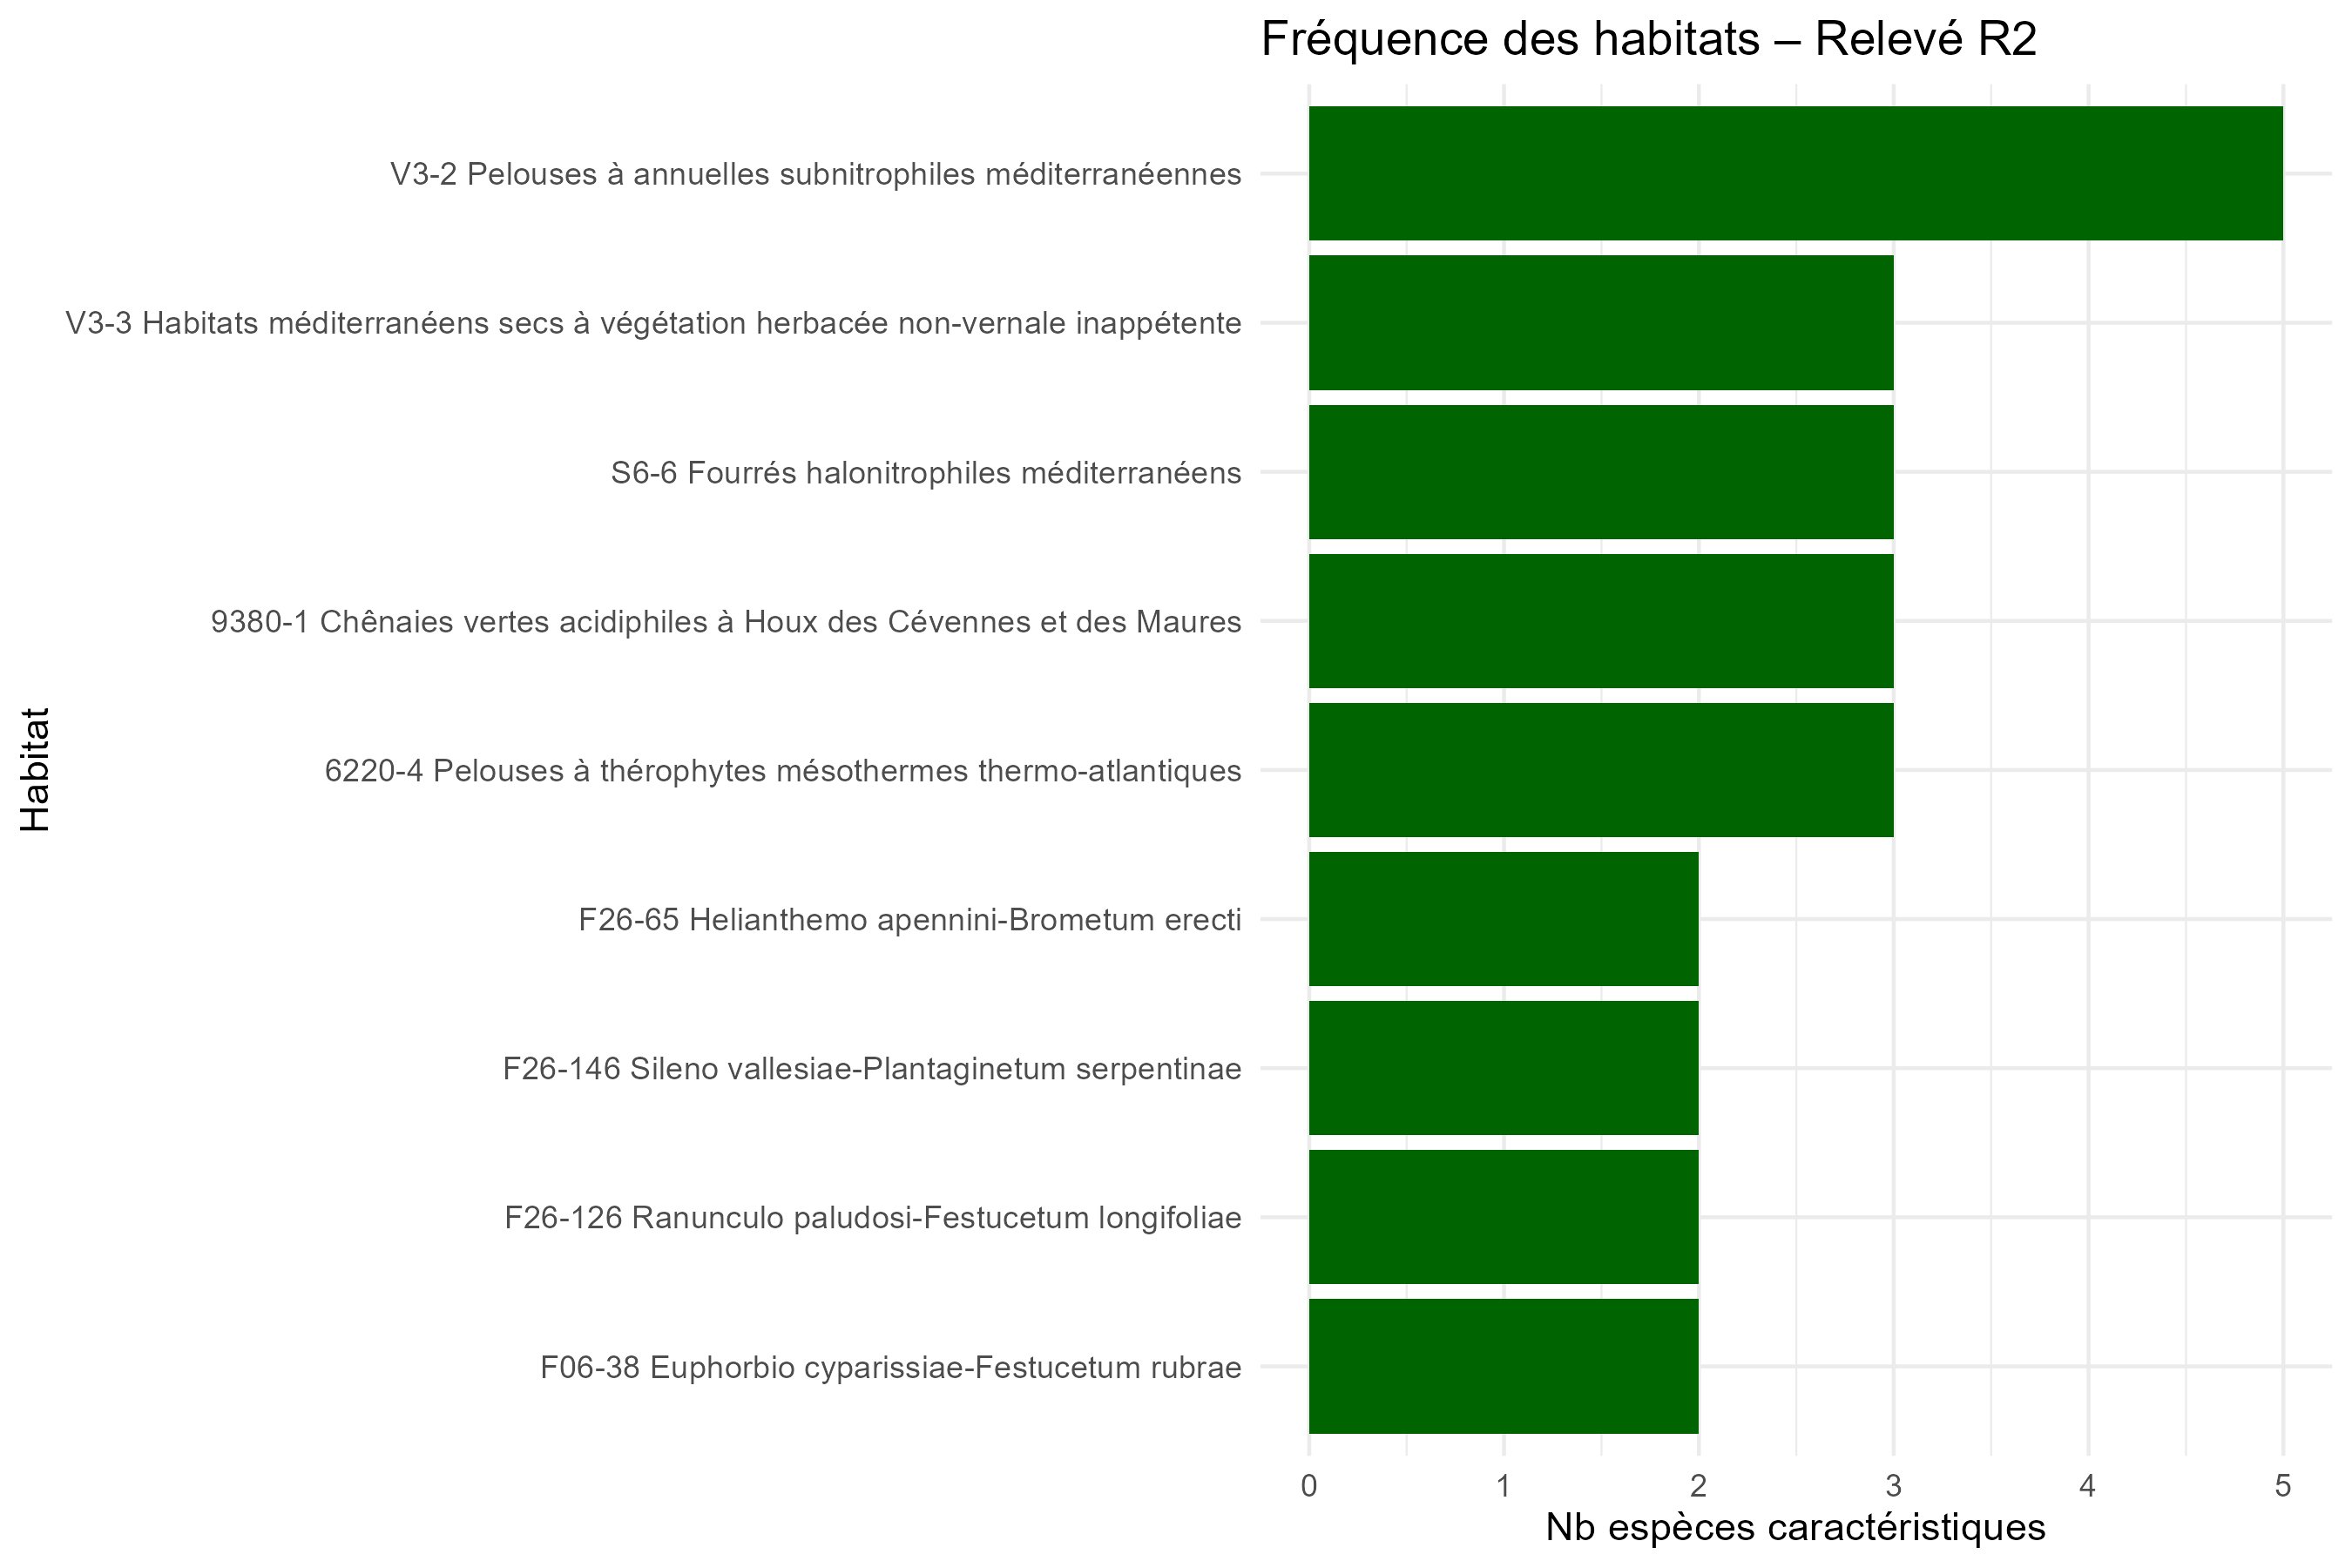 Fréquence des habitats – Relevé R2
V3-2 Pelouses à annuelles subnitrophiles méditerranéennes
V3-3 Habitats méditerranéens secs à végétation herbacée non-vernale inappétente
S6-6 Fourrés halonitrophiles méditerranéens
9380-1 Chênaies vertes acidiphiles à Houx des Cévennes et des Maures
6220-4 Pelouses à thérophytes mésothermes thermo-atlantiques
F26-65 Helianthemo apennini-Brometum erecti
F26-146 Sileno vallesiae-Plantaginetum serpentinae
F26-126 Ranunculo paludosi-Festucetum longifoliae
F06-38 Euphorbio cyparissiae-Festucetum rubrae
Habitat
0 1 2 3 4 5
Nb espèces caractéristiques